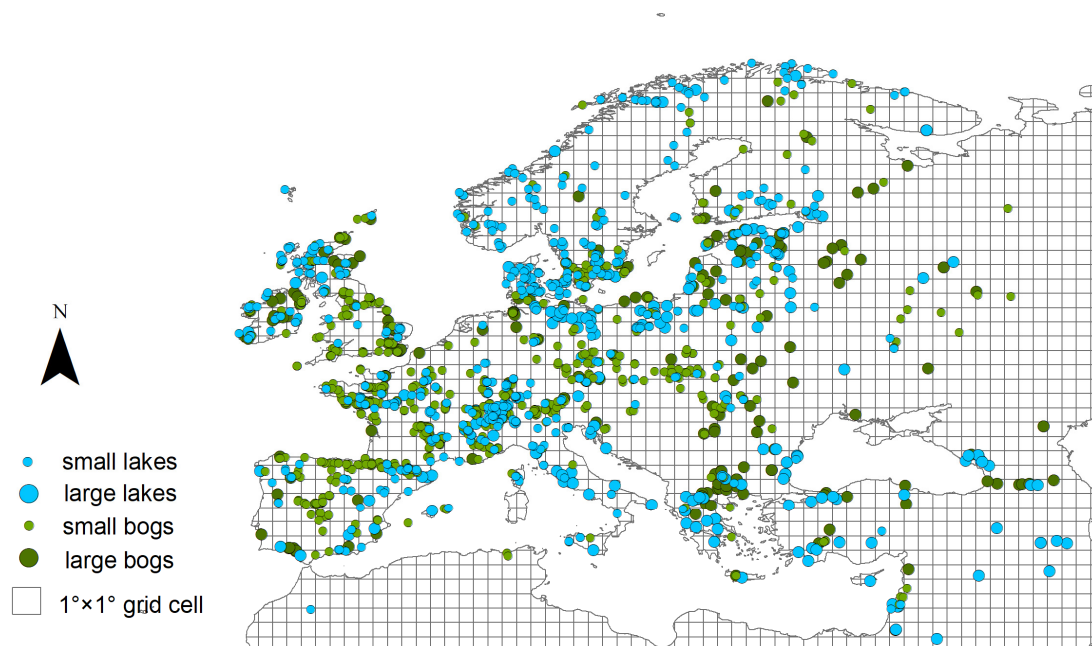 N
small lakes
large lakes
small bogs
large bogs
1°×1° grid cell